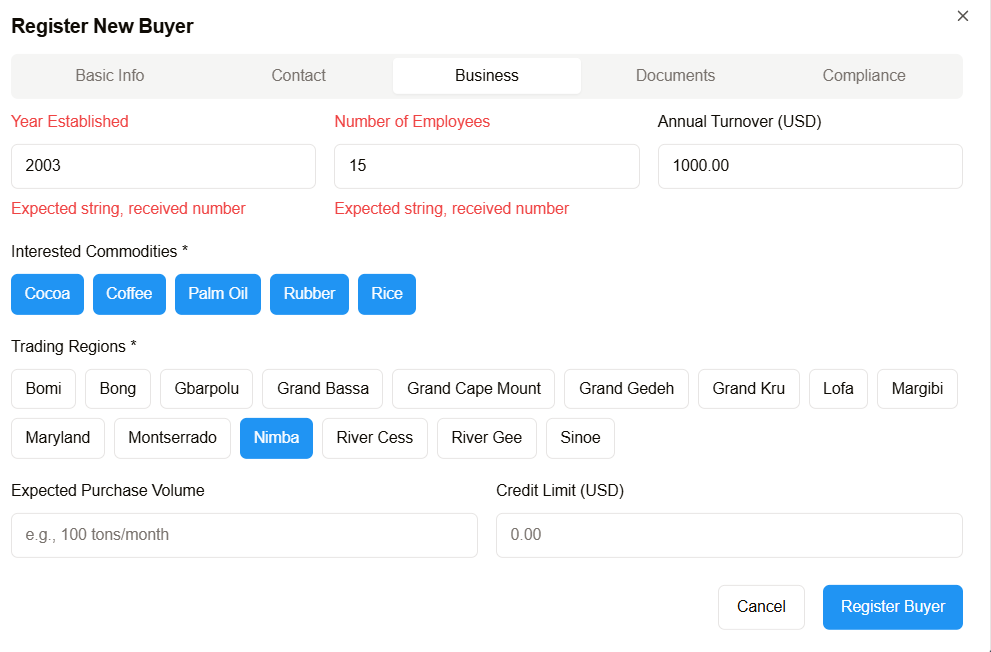 Register New Buyer
Basic Info Contact Business Documents Compliance
Year Established Number of Employees Annual Turnover (USD)
2003 15 1000.00
Expected string, received number Expected string, received number
Interested Commodities *
Cocoa Coffee Palm Oil Rubber Rice
Trading Regions *
Bomi Bong Gbarpolu Grand Bassa Grand Cape Mount Grand Gedeh Grand Kru Lofa Margibi
Maryland Montserrado Nimba River Cess River Gee Sinoe
Expected Purchase Volume Credit Limit (USD)
e.g., 100 tons/month 0.00
Cancel Register Buyer